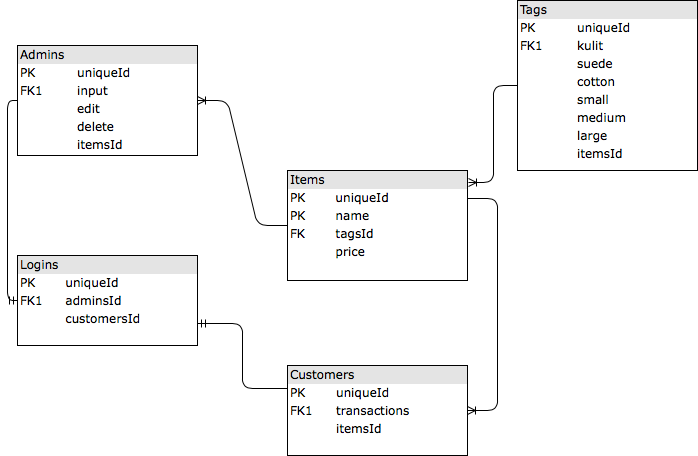 Tags
PK uniqueId
FK1 kulit
suede
cotton
small
medium
large
itemsId
Admins
PK uniqueId
FK1 input
edit
delete
itemsId
Items
PK uniqueId
PK name
FK tagsId
price
Logins
PK uniqueId
FK1 adminsId
customersId
Customers
PK uniqueId
FK1 transactions
itemsId